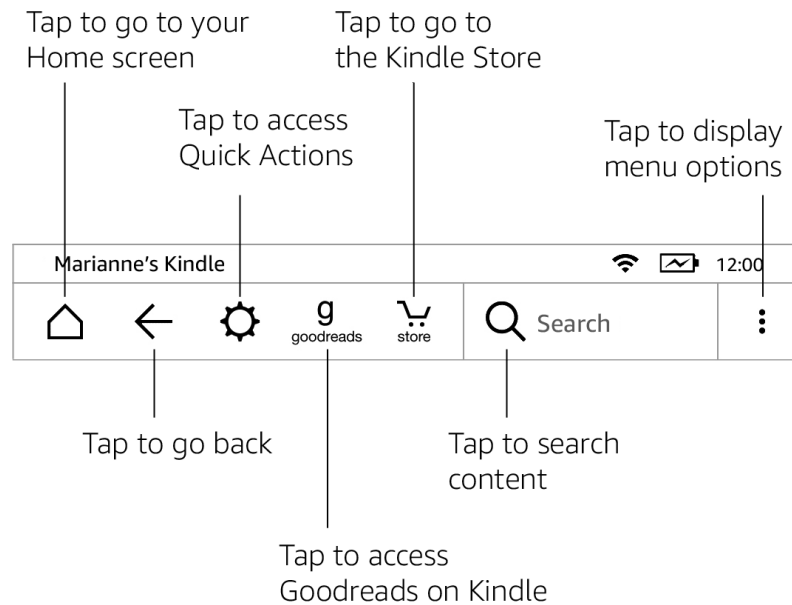 Tap to go to your
Home screen
Tap to go to
the Kindle Store
Tap to access
Quick Actions
Tap to display
menu options
Marianne's Kindle
12:00
g
goodreads
store
Search
Tap to go back
Tap to search
content
Tap to access
Goodreads on Kindle